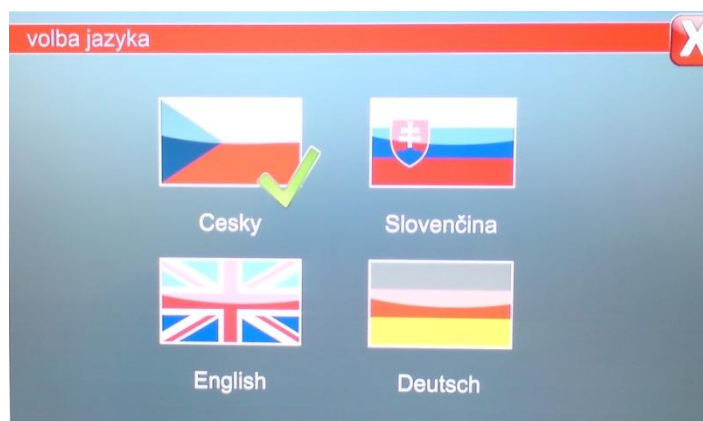 volba jazyka
X
Cesky
Slovenčina
English
Deutsch